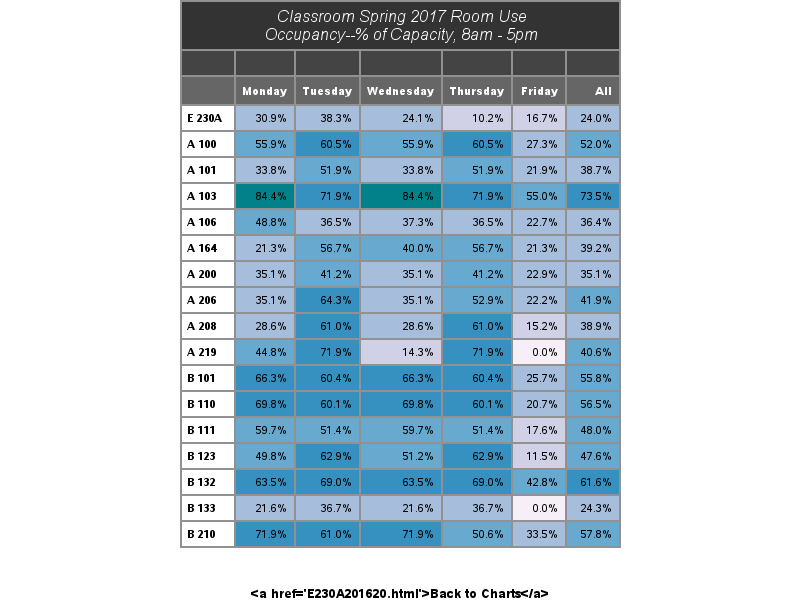 Classroom Spring 2017 Room Use
Occupancy--% of Capacity, 8am - 5pm
Monday Tuesday Wednesday Thursday Friday All
E 230A 30.9% 38.3% 24.1% 10.2% 16.7% 24.0%
A 100 55.9% 60.5% 55.9% 60.5% 27.3% 52.0%
A 101 33.8% 51.9% 33.8% 51.9% 21.9% 38.7%
A 103 84.4% 71.9% 84.4% 71.9% 55.0% 73.5%
A 106 48.8% 36.5% 37.3% 36.5% 22.7% 36.4%
A 164 21.3% 56.7% 40.0% 56.7% 21.3% 39.2%
A 200 35.1% 41.2% 35.1% 41.2% 22.9% 35.1%
A 206 35.1% 64.3% 35.1% 52.9% 22.2% 41.9%
A 208 28.6% 61.0% 28.6% 61.0% 15.2% 38.9%
A 219 44.8% 71.9% 14.3% 71.9% 0.0% 40.6%
B 101 66.3% 60.4% 66.3% 60.4% 25.7% 55.8%
B 110 69.8% 60.1% 69.8% 60.1% 20.7% 56.5%
B 111 59.7% 51.4% 59.7% 51.4% 17.6% 48.0%
B 123 49.8% 62.9% 51.2% 62.9% 11.5% 47.6%
B 132 63.5% 69.0% 63.5% 69.0% 42.8% 61.6%
B 133 21.6% 36.7% 21.6% 36.7% 0.0% 24.3%
B 210 71.9% 61.0% 71.9% 50.6% 33.5% 57.8%
&lt;a href='E230A201620.html'&gt;Back to Charts&lt;/a&gt;